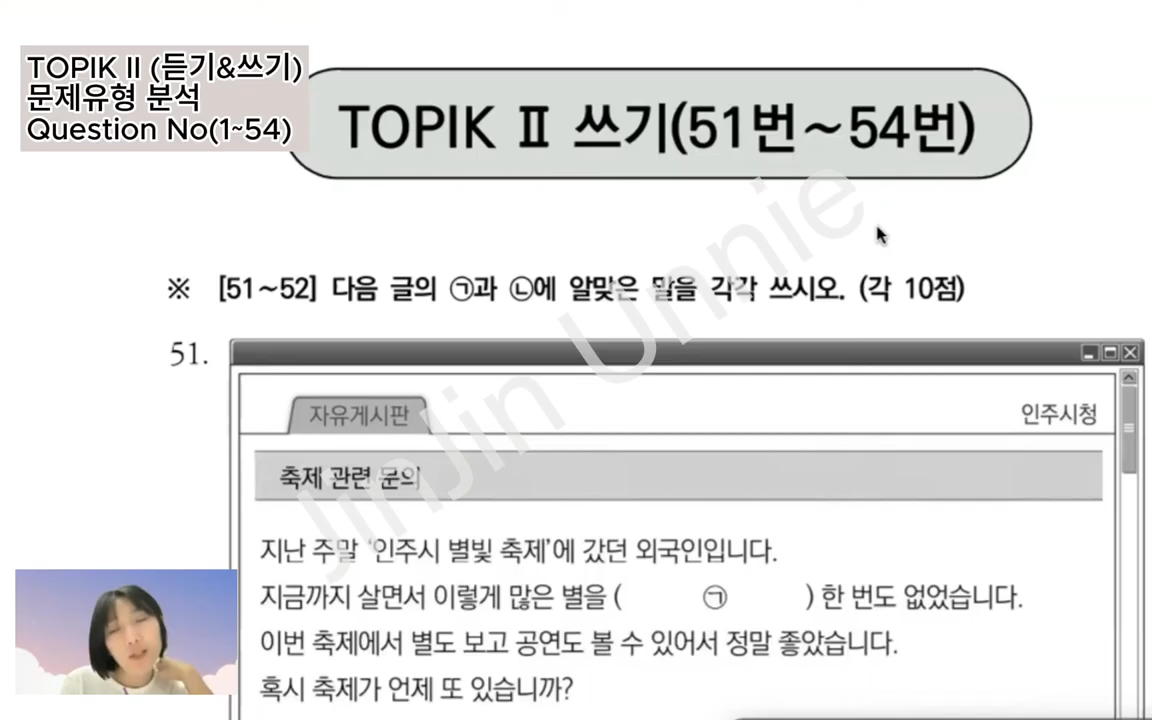 TOPIK II (듣기&쓰기)
문제유형 분석
Question No(1~54)
TOPIK Ⅱ 쓰기(51번~54번)
※ [51~52] 다음 글의 ㉠과 ㉡에 알맞은 말을 각각 쓰시오. (각 10점)
51.
자유게시판
인주시청
축제 관련 문의
지난 주말 ‘인주시 별빛 축제’에 갔던 외국인입니다.
지금까지 살면서 이렇게 많은 별을 ( ㉠ ) 한 번도 없었습니다.
이번 축제에서 별도 보고 공연도 볼 수 있어서 정말 좋았습니다.
혹시 축제가 언제 또 있습니까?
JinJin Unnie